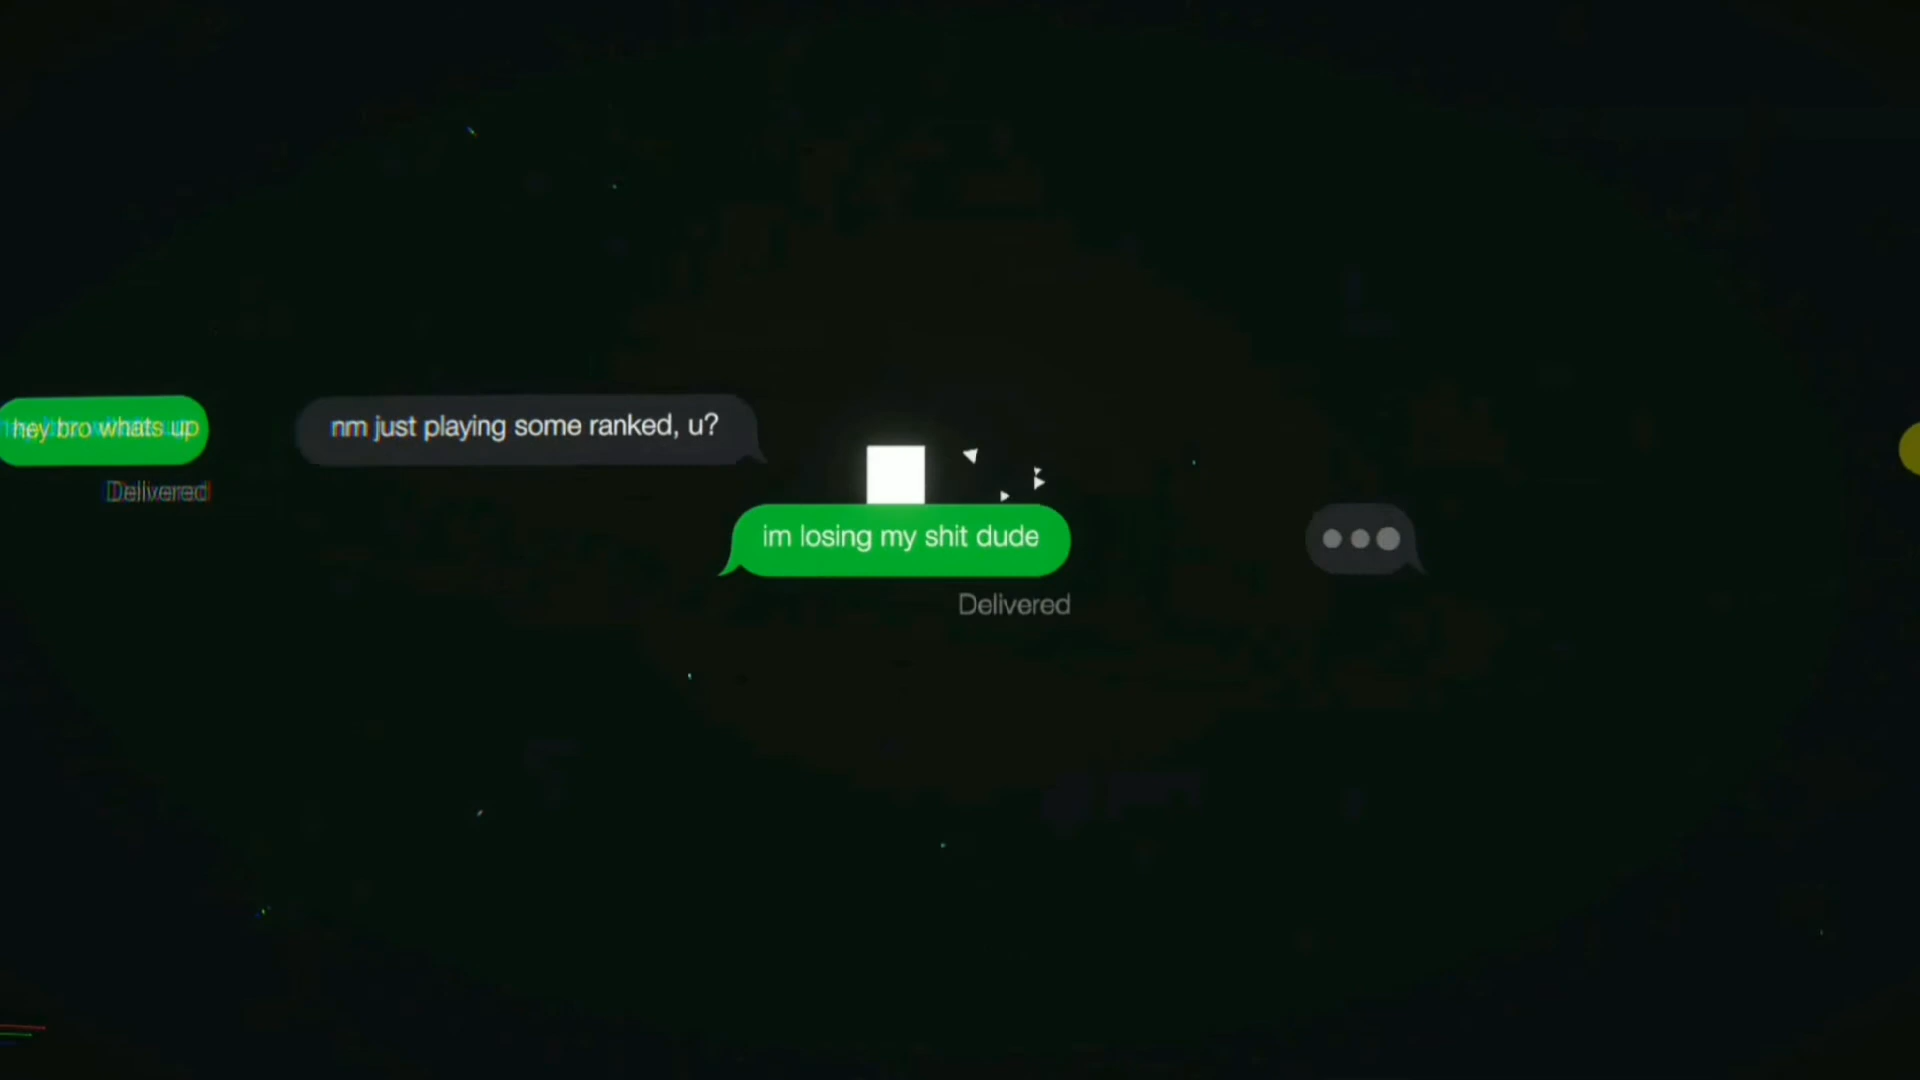 hey bro whats up
Delivered
nm just playing some ranked, u?
im losing my shit dude
Delivered